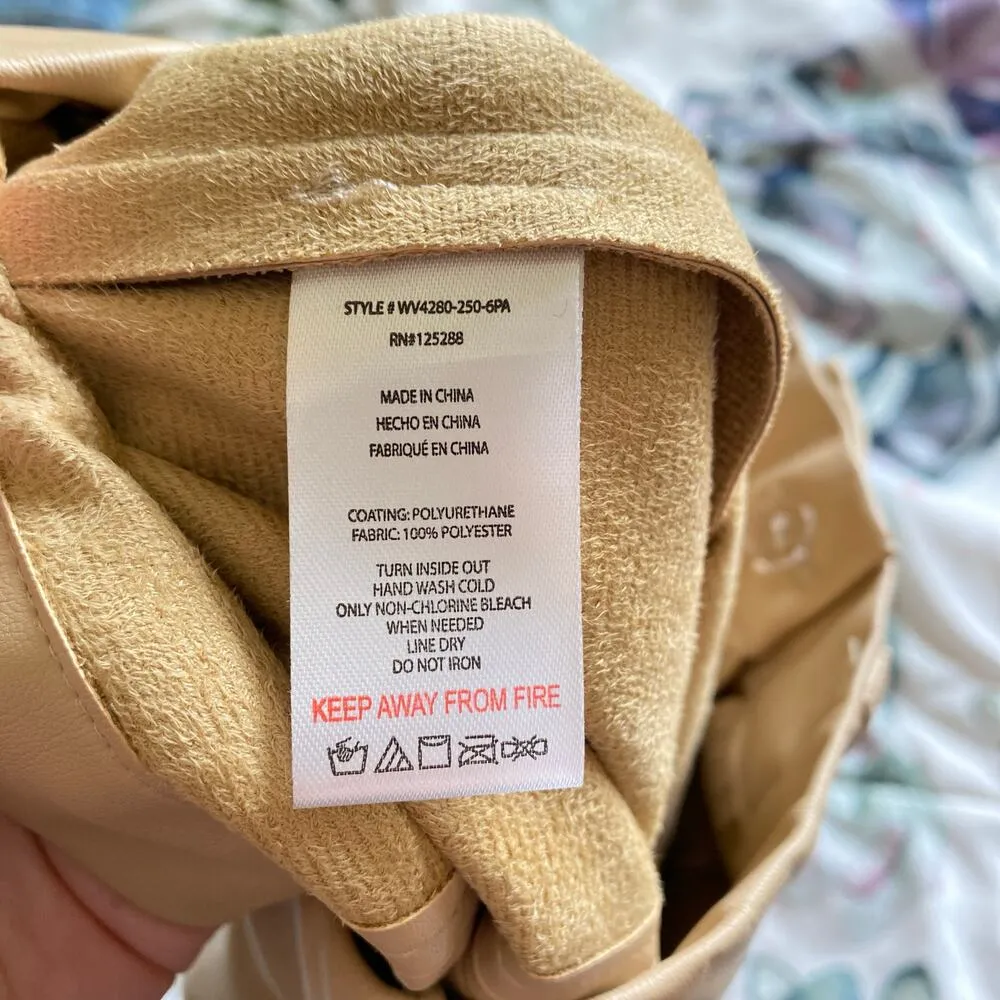 STYLE # WV4280-250-6PA
RN#125288
MADE IN CHINA
HECHO EN CHINA
FABRIQUÉ EN CHINA
COATING: POLYURETHANE
FABRIC: 100% POLYESTER
TURN INSIDE OUT
HAND WASH COLD
ONLY NON-CHLORINE BLEACH
WHEN NEEDED
LINE DRY
DO NOT IRON
KEEP AWAY FROM FIRE